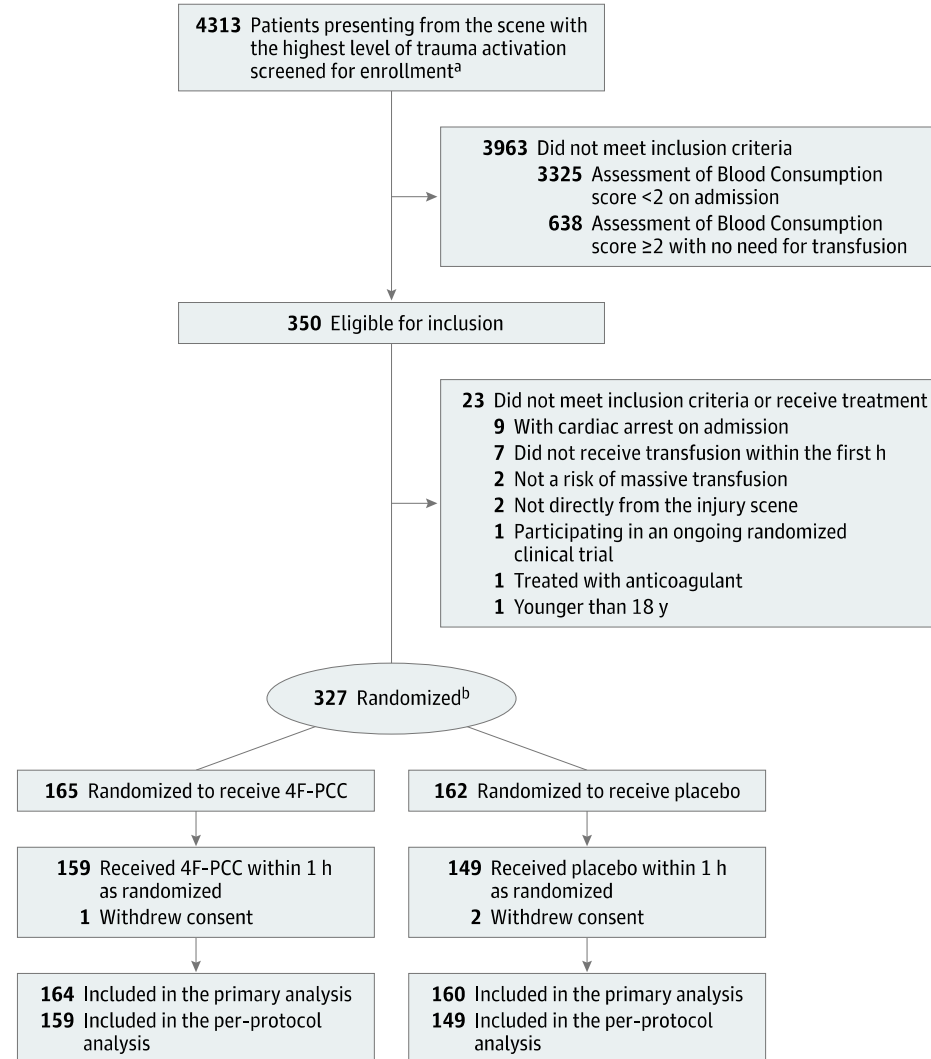 4313 Patients presenting from the scene with
the highest level of trauma activation
screened for enrollmentᵃ
3963 Did not meet inclusion criteria
3325 Assessment of Blood Consumption
score <2 on admission
638 Assessment of Blood Consumption
score ≥2 with no need for transfusion
350 Eligible for inclusion
23 Did not meet inclusion criteria or receive treatment
9 With cardiac arrest on admission
7 Did not receive transfusion within the first h
2 Not a risk of massive transfusion
2 Not directly from the injury scene
1 Participating in an ongoing randomized
clinical trial
1 Treated with anticoagulant
1 Younger than 18 y
327 Randomizedᵇ
165 Randomized to receive 4F-PCC
162 Randomized to receive placebo
159 Received 4F-PCC within 1 h
as randomized
1 Withdrew consent
149 Received placebo within 1 h
as randomized
2 Withdrew consent
164 Included in the primary analysis
159 Included in the per-protocol
analysis
160 Included in the primary analysis
149 Included in the per-protocol
analysis